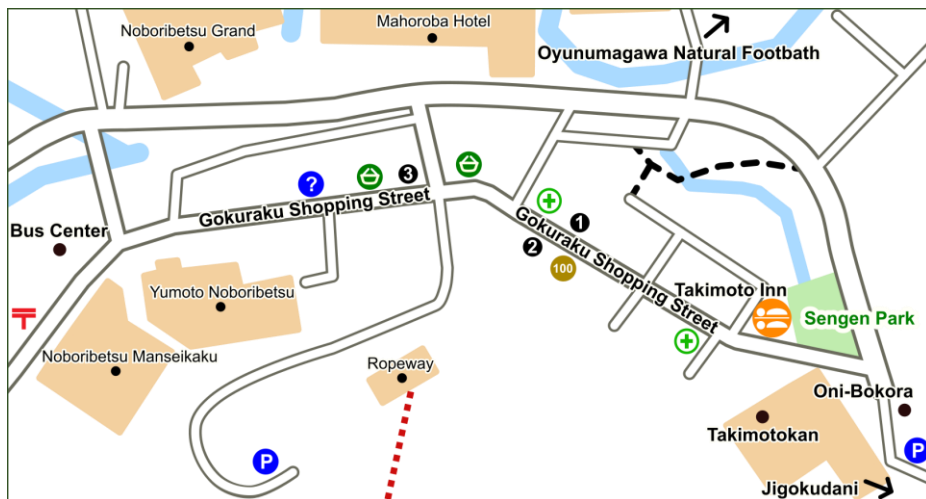 Noboribetsu Grand
Mahoroba Hotel
Oyunumagawa Natural Footbath
?
3
Gokuraku Shopping Street
Bus Center
1
2
100
Gokuraku Shopping Street
Yumoto Noboribetsu
Takimoto Inn
Sengen Park
〒
Noboribetsu Manseikaku
Ropeway
Oni-Bokora
Takimotokan
P
P
Jigokudani